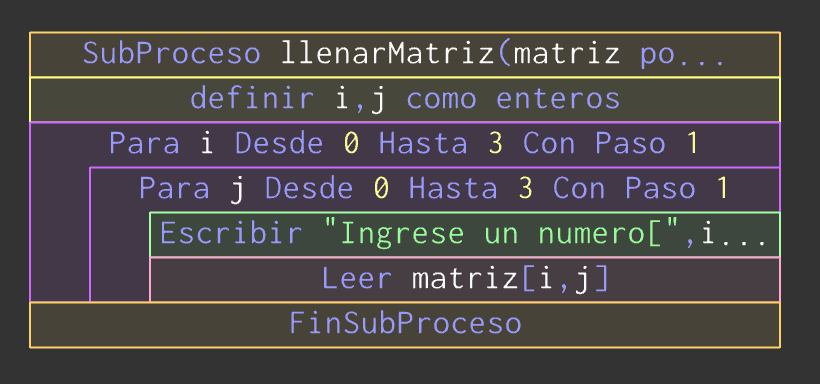 SubProceso llenarMatriz(matriz po...
definir i,j como enteros
Para i Desde 0 Hasta 3 Con Paso 1
Para j Desde 0 Hasta 3 Con Paso 1
Escribir "Ingrese un numero[",i...
Leer matriz[i,j]
FinSubProceso